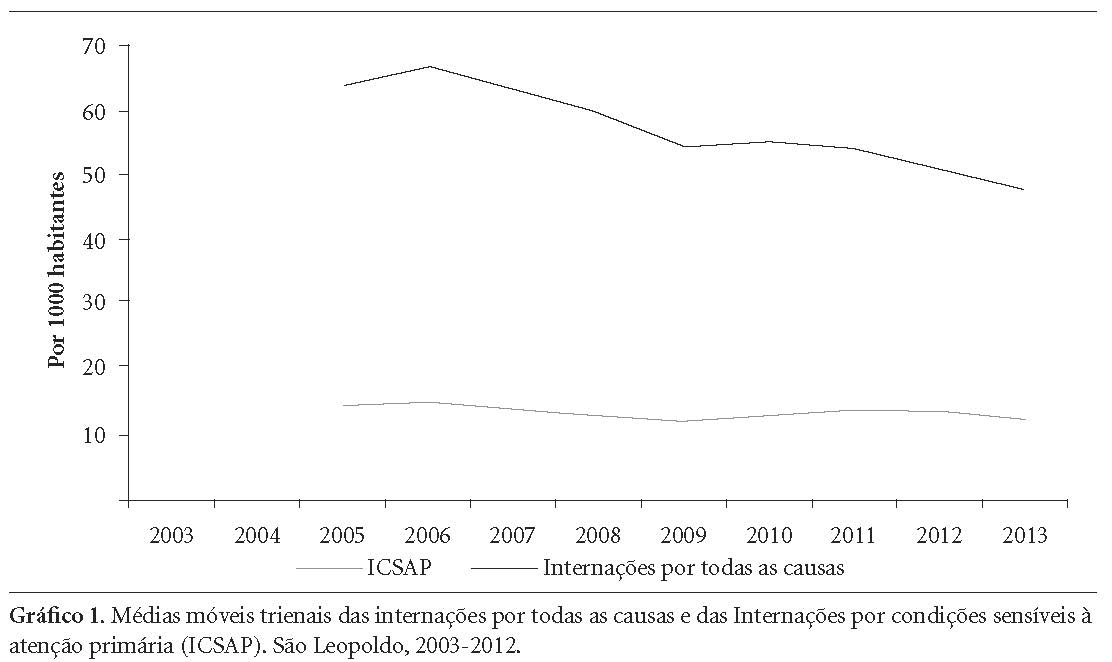 70
60
50
40
30
20
10
Por 1000 habitantes
2003 2004 2005 2006 2007 2008 2009 2010 2011 2012 2013
ICSAP Internações por todas as causas
Gráfico 1. Médias móveis trienais das internações por todas as causas e das Internações por condições sensíveis à
atenção primária (ICSAP). São Leopoldo, 2003-2012.